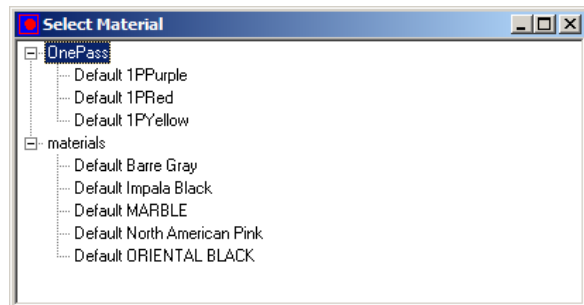 Select Material
OnePass
Default 1PPurple
Default 1PRed
Default 1PYellow
materials
Default Barre Gray
Default Impala Black
Default MARBLE
Default North American Pink
Default ORIENTAL BLACK